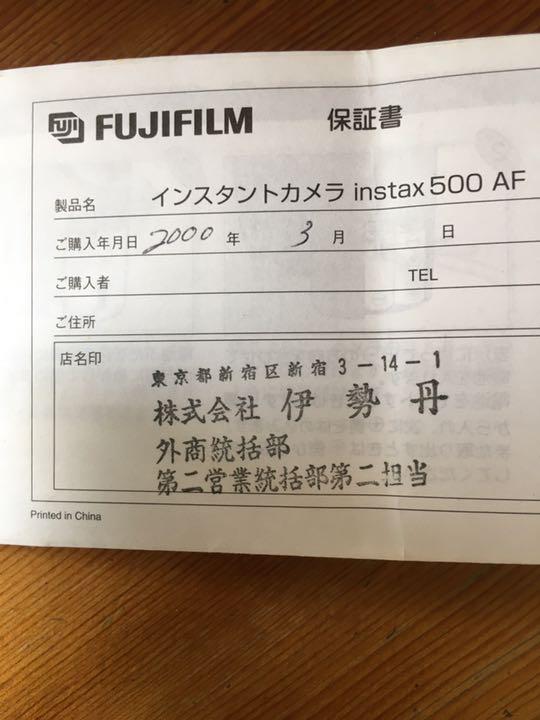 FUJI FUJIFILM 保証書
製品名 インスタントカメラ instax 500 AF
ご購入年月日 2000 年 3 月 日
ご購入者 TEL
ご住所
店名印
東京都新宿区新宿 3-14-1
株式会社 伊勢丹
外商統括部
第二営業統括部第二担当
Printed in China